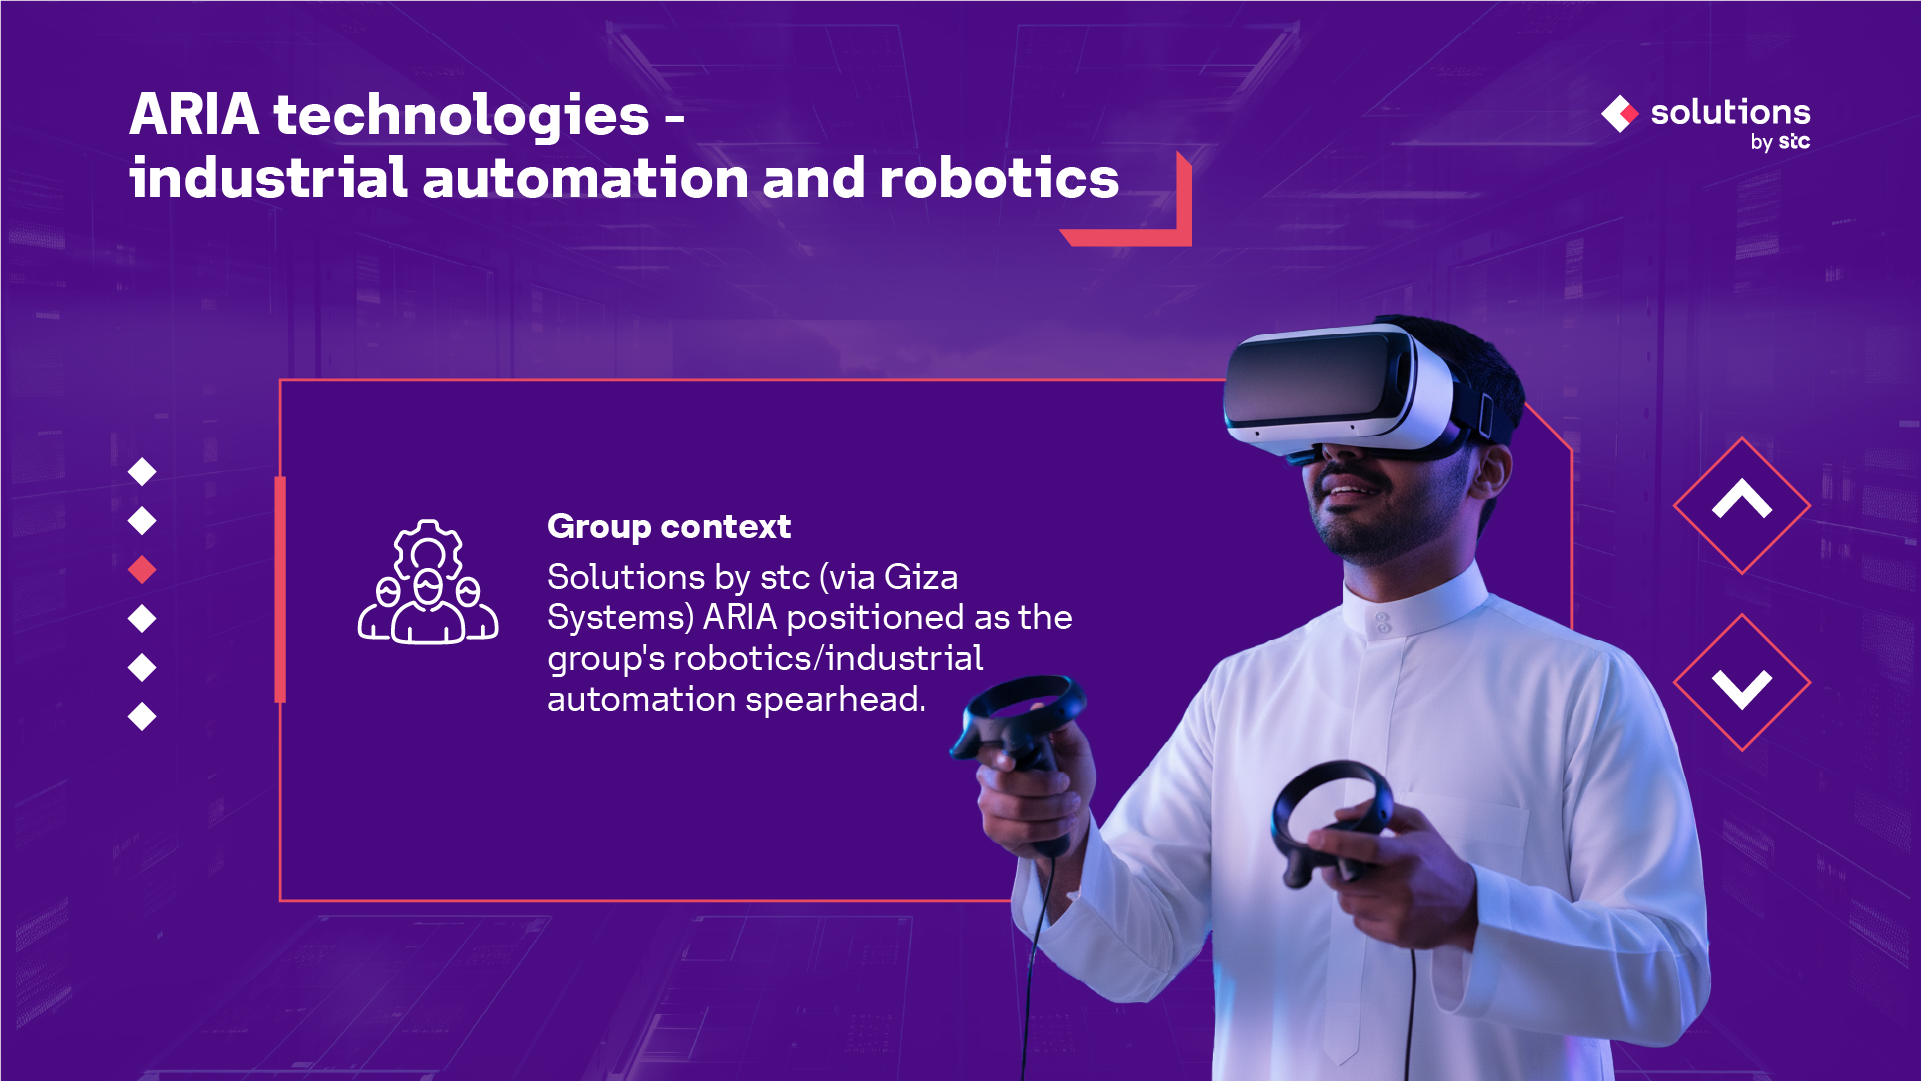 ARIA technologies -
industrial automation and robotics
solutions
by stc
Group context
Solutions by stc (via Giza
Systems) ARIA positioned as the
group's robotics/industrial
automation spearhead.